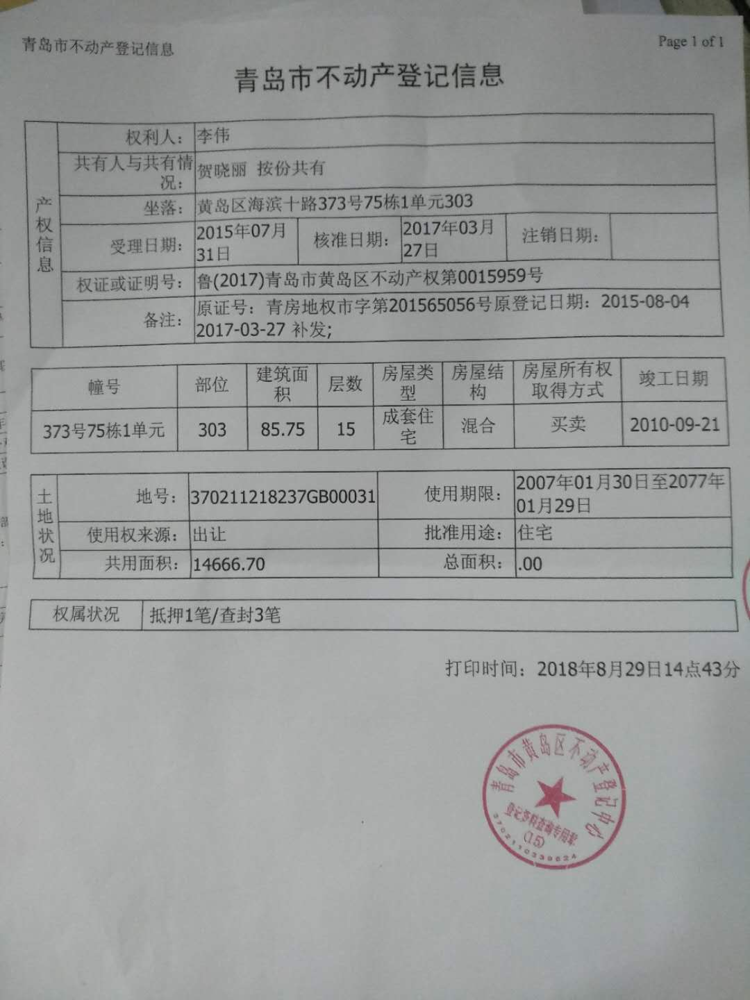 青岛市不动产登记信息
Page 1 of 1
青岛市不动产登记信息
产权信息
权利人： 李伟
共有人与共有情况： 贺晓丽 按份共有
坐落： 黄岛区海滨十路373号75栋1单元303
受理日期： 2015年07月31日 核准日期： 2017年03月27日 注销日期：
权证或证明号： 鲁(2017)青岛市黄岛区不动产权第0015959号
备注： 原证号：青房地权市字第201565056号原登记日期：2015-08-04
2017-03-27 补发;
幢号 部位 建筑面积 层数 房屋类型 房屋结构 房屋所有权取得方式 竣工日期
373号75栋1单元 303 85.75 15 成套住宅 混合 买卖 2010-09-21
土地状况
地号： 370211218237GB00031 使用期限： 2007年01月30日至2077年01月29日
使用权来源： 出让 批准用途： 住宅
共用面积： 14666.70 总面积： .00
权属状况 抵押1笔/查封3笔
打印时间：2018年8月29日14点43分
青岛市黄岛区不动产登记中心
登记资料查询专用章
(15)